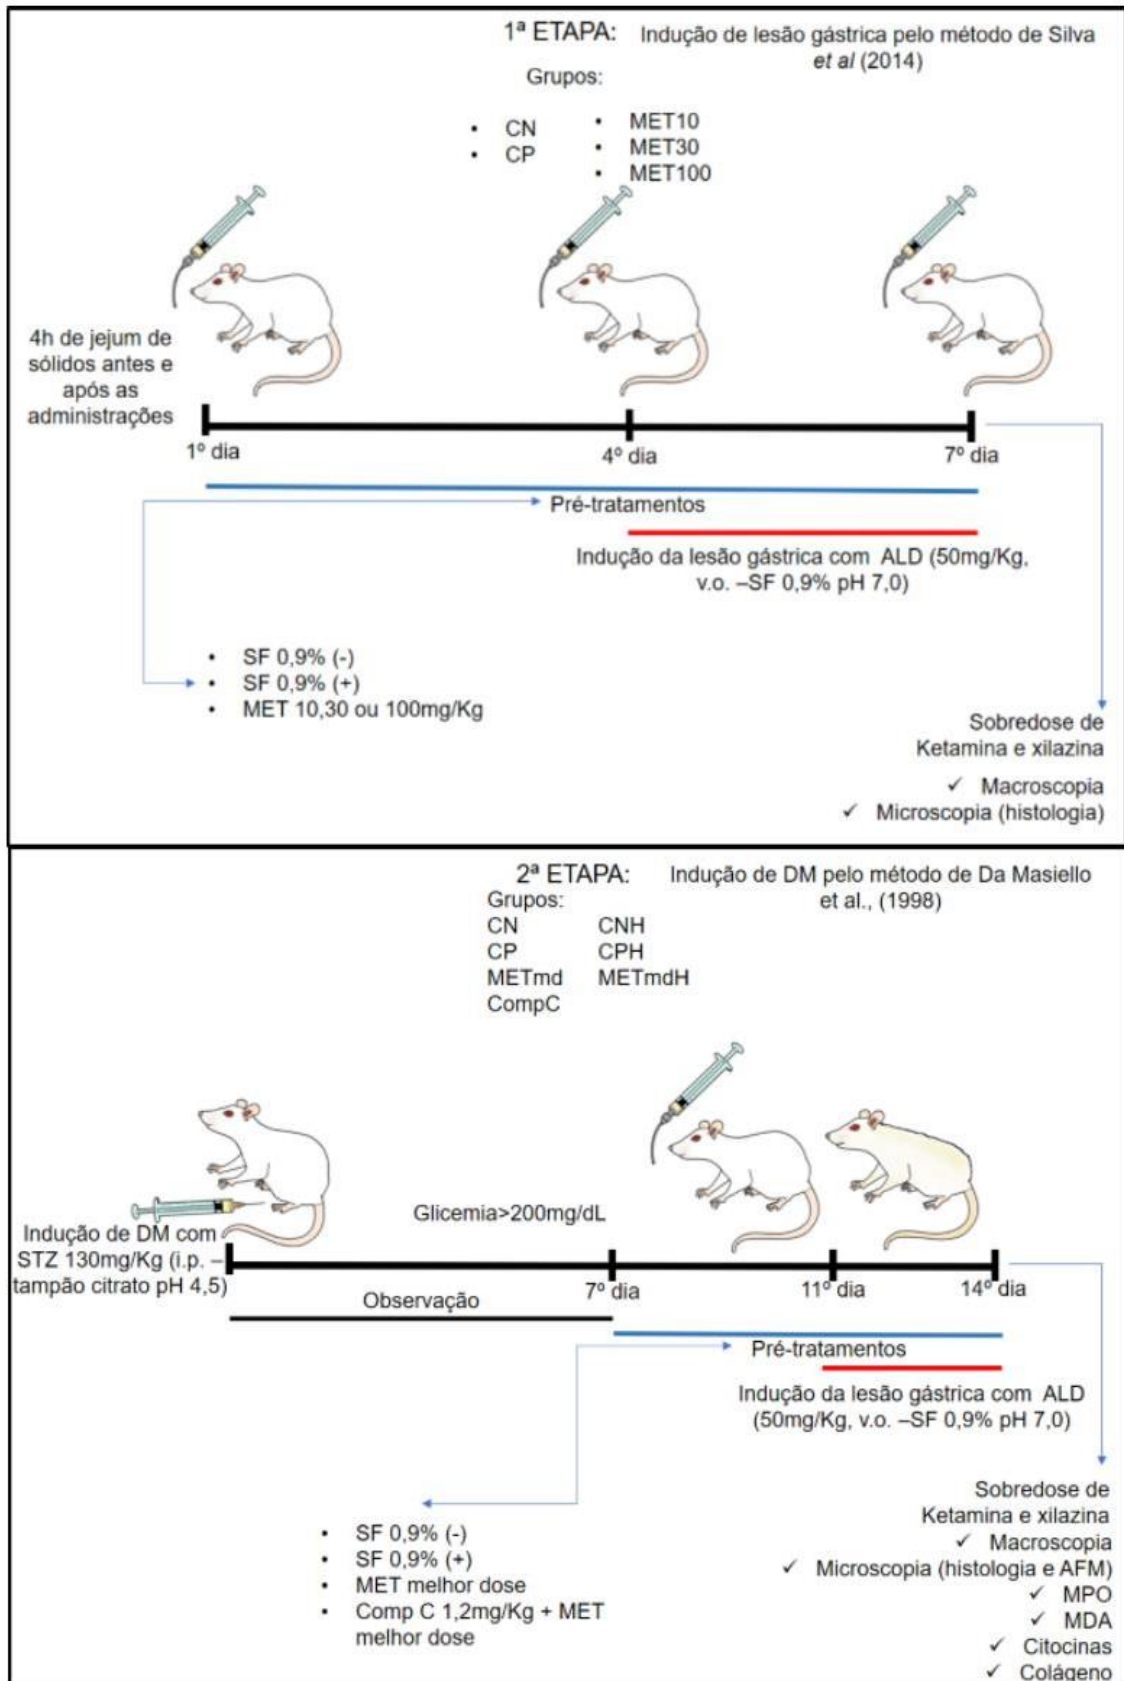 1ª ETAPA: Indução de lesão gástrica pelo método de Silva
et al (2014)
Grupos:
• CN
• CP
• MET10
• MET30
• MET100
4h de jejum de
sólidos antes e
após as
administrações
1º dia
4º dia
7º dia
Pré-tratamentos
Indução da lesão gástrica com ALD (50mg/Kg,
v.o. –SF 0,9% pH 7,0)
• SF 0,9% (-)
• SF 0,9% (+)
• MET 10,30 ou 100mg/Kg
Sobredose de
Ketamina e xilazina
✓ Macroscopia
✓ Microscopia (histologia)
2ª ETAPA: Indução de DM pelo método de Da Masiello
et al., (1998)
Grupos:
CN CNH
CP CPH
METmd METmdH
CompC
Glicemia>200mg/dL
Indução de DM com
STZ 130mg/Kg (i.p. –
tampão citrato pH 4,5)
Observação
7º dia
11º dia
14º dia
Pré-tratamentos
Indução da lesão gástrica com ALD
(50mg/Kg, v.o. –SF 0,9% pH 7,0)
• SF 0,9% (-)
• SF 0,9% (+)
• MET melhor dose
• Comp C 1,2mg/Kg + MET
melhor dose
Sobredose de
Ketamina e xilazina
✓ Macroscopia
✓ Microscopia (histologia e AFM)
✓ MPO
✓ MDA
✓ Citocinas
✓ Colágeno